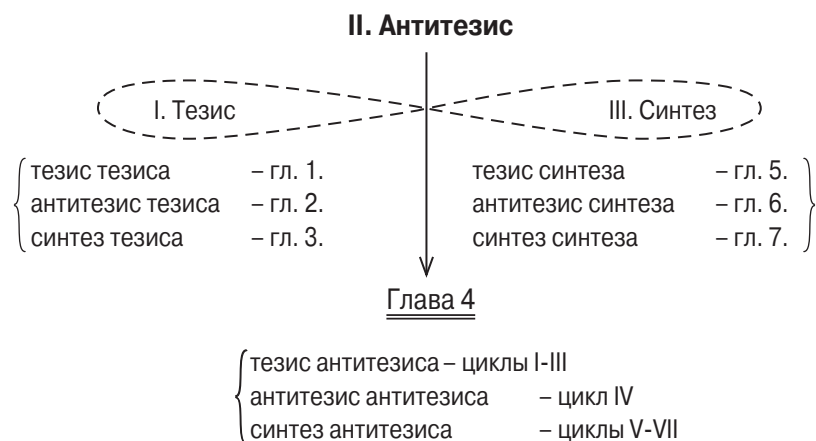 II. Антитезис
I. Тезис III. Синтез
тезис тезиса – гл. 1. тезис синтеза – гл. 5.
антитезис тезиса – гл. 2. антитезис синтеза – гл. 6.
синтез тезиса – гл. 3. синтез синтеза – гл. 7.
Глава 4
тезис антитезиса – циклы I-III
антитезис антитезиса – цикл IV
синтез антитезиса – циклы V-VII